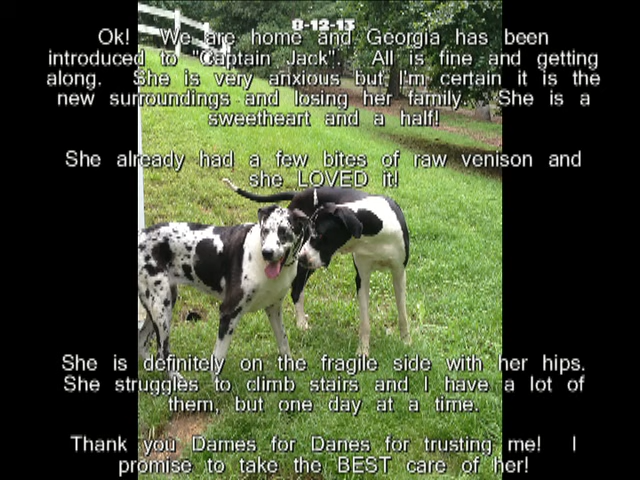 8-12-13
Ok! We are home and Georgia has been
introduced to "Captain Jack". All is fine and getting
along. She is very anxious but I'm certain it is the
new surroundings and losing her family. She is a
sweetheart and a half!
She already had a few bites of raw venison and
she LOVED it!
She is definitely on the fragile side with her hips.
She struggles to climb stairs and I have a lot of
them, but one day at a time.
Thank you Dames for Danes for trusting me! I
promise to take the BEST care of her!